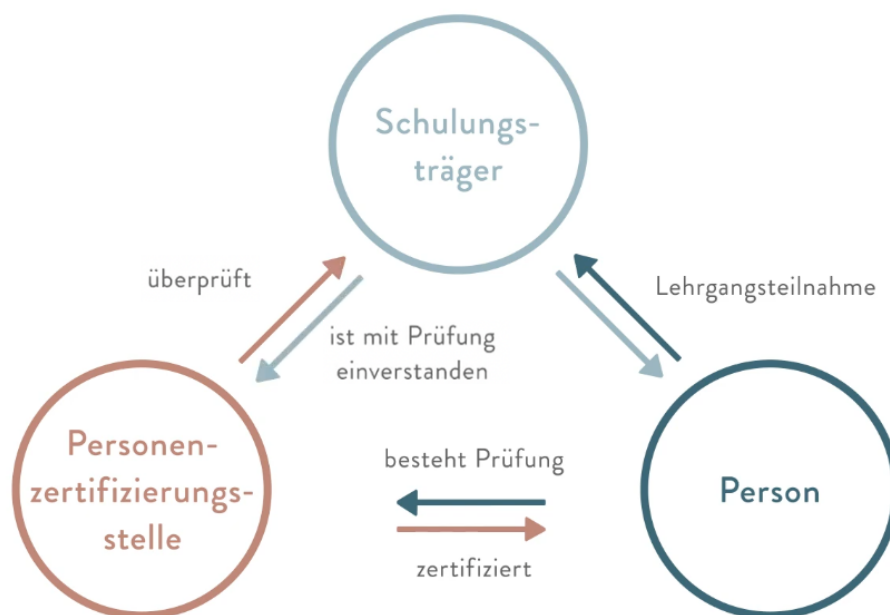 Schulungs-
träger
überprüft
Lehrgangsteilnahme
ist mit Prüfung
einverstanden
Personen-
zertifizierungs-
stelle
besteht Prüfung
zertifiziert
Person